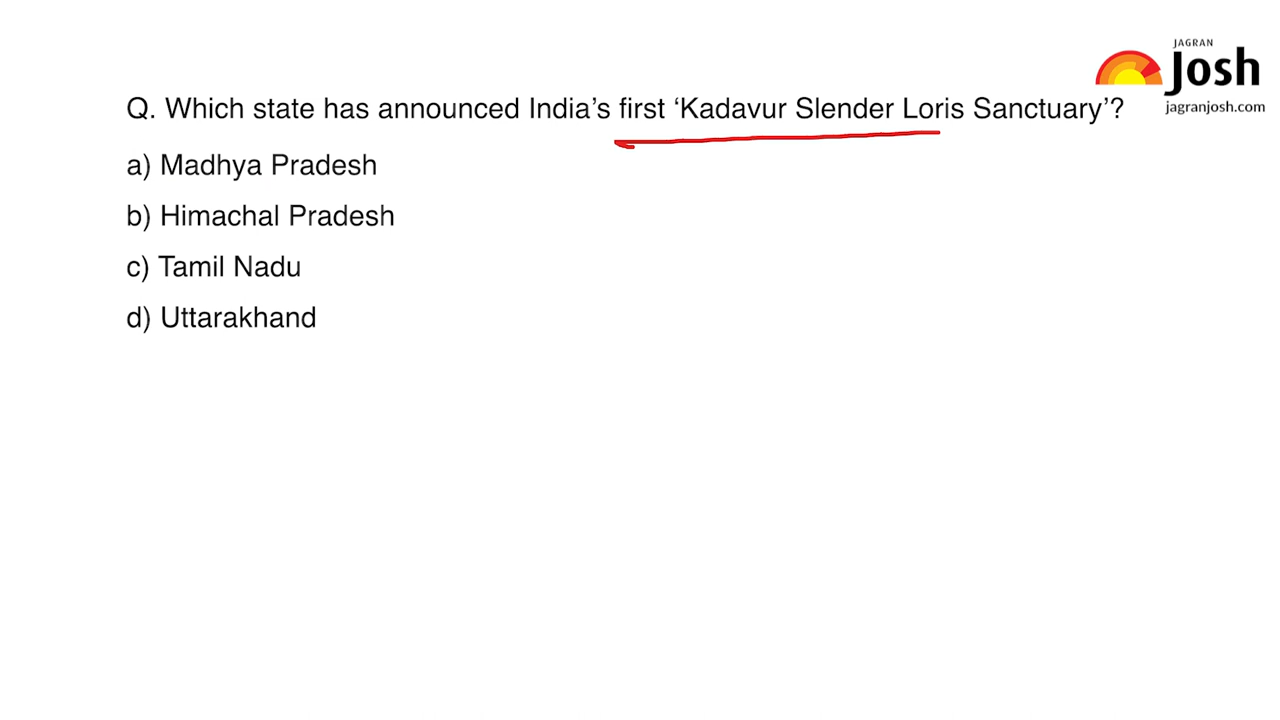 JAGRAN
Josh
jagranjosh.com
Q. Which state has announced India’s first ‘Kadavur Slender Loris Sanctuary’?
a) Madhya Pradesh
b) Himachal Pradesh
c) Tamil Nadu
d) Uttarakhand